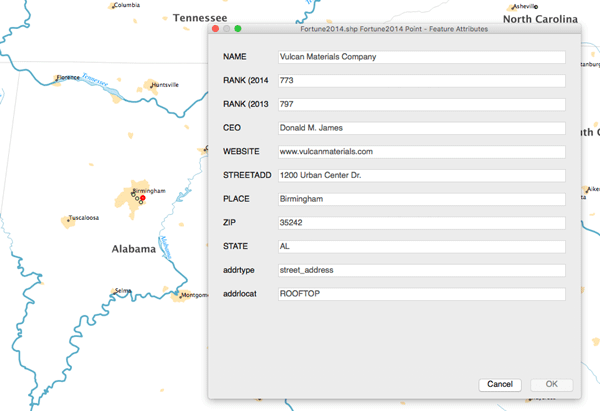 Columbia
Tennessee
Asheville
North Carolina
Fortune2014.shp Fortune2014 Point - Feature Attributes
NAME Vulcan Materials Company
RANK (2014 773
RANK (2013 797
CEO Donald M. James
WEBSITE www.vulcanmaterials.com
STREETADD 1200 Urban Center Dr.
PLACE Birmingham
ZIP 35242
STATE AL
addrtype street_address
addrlocat ROOFTOP
Cancel OK
Florence
Tennessee
Huntsville
Birmingham
Tuscaloosa
Alabama
Selma
Montgom
tanburg
th C
Aiken